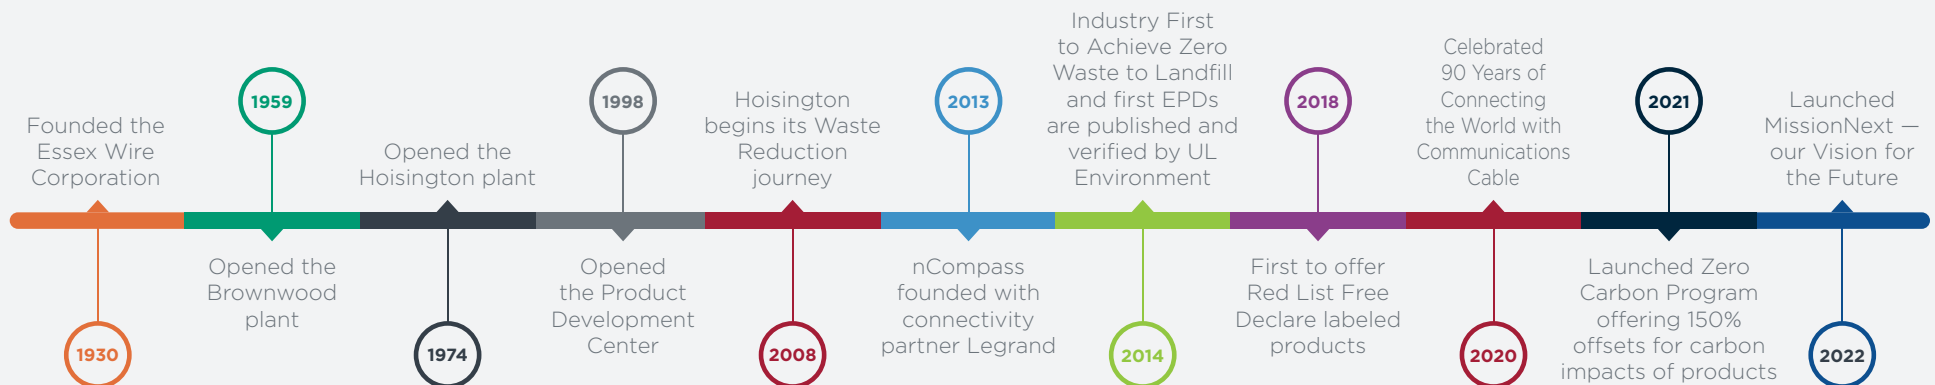 Founded the
Essex Wire
Corporation
1930
1959
Opened the
Brownwood
plant
Opened the
Hoisington plant
1974
1998
Opened
the Product
Development
Center
Hoisington
begins its Waste
Reduction
journey
2008
2013
nCompass
founded with
connectivity
partner Legrand
Industry First
to Achieve Zero
Waste to Landfill
and first EPDs
are published and
verified by UL
Environment
2014
2018
First to offer
Red List Free
Declare labeled
products
Celebrated
90 Years of
Connecting
the World with
Communications
Cable
2020
2021
Launched Zero
Carbon Program
offering 150%
offsets for carbon
impacts of products
Launched
MissionNext —
our Vision for
the Future
2022